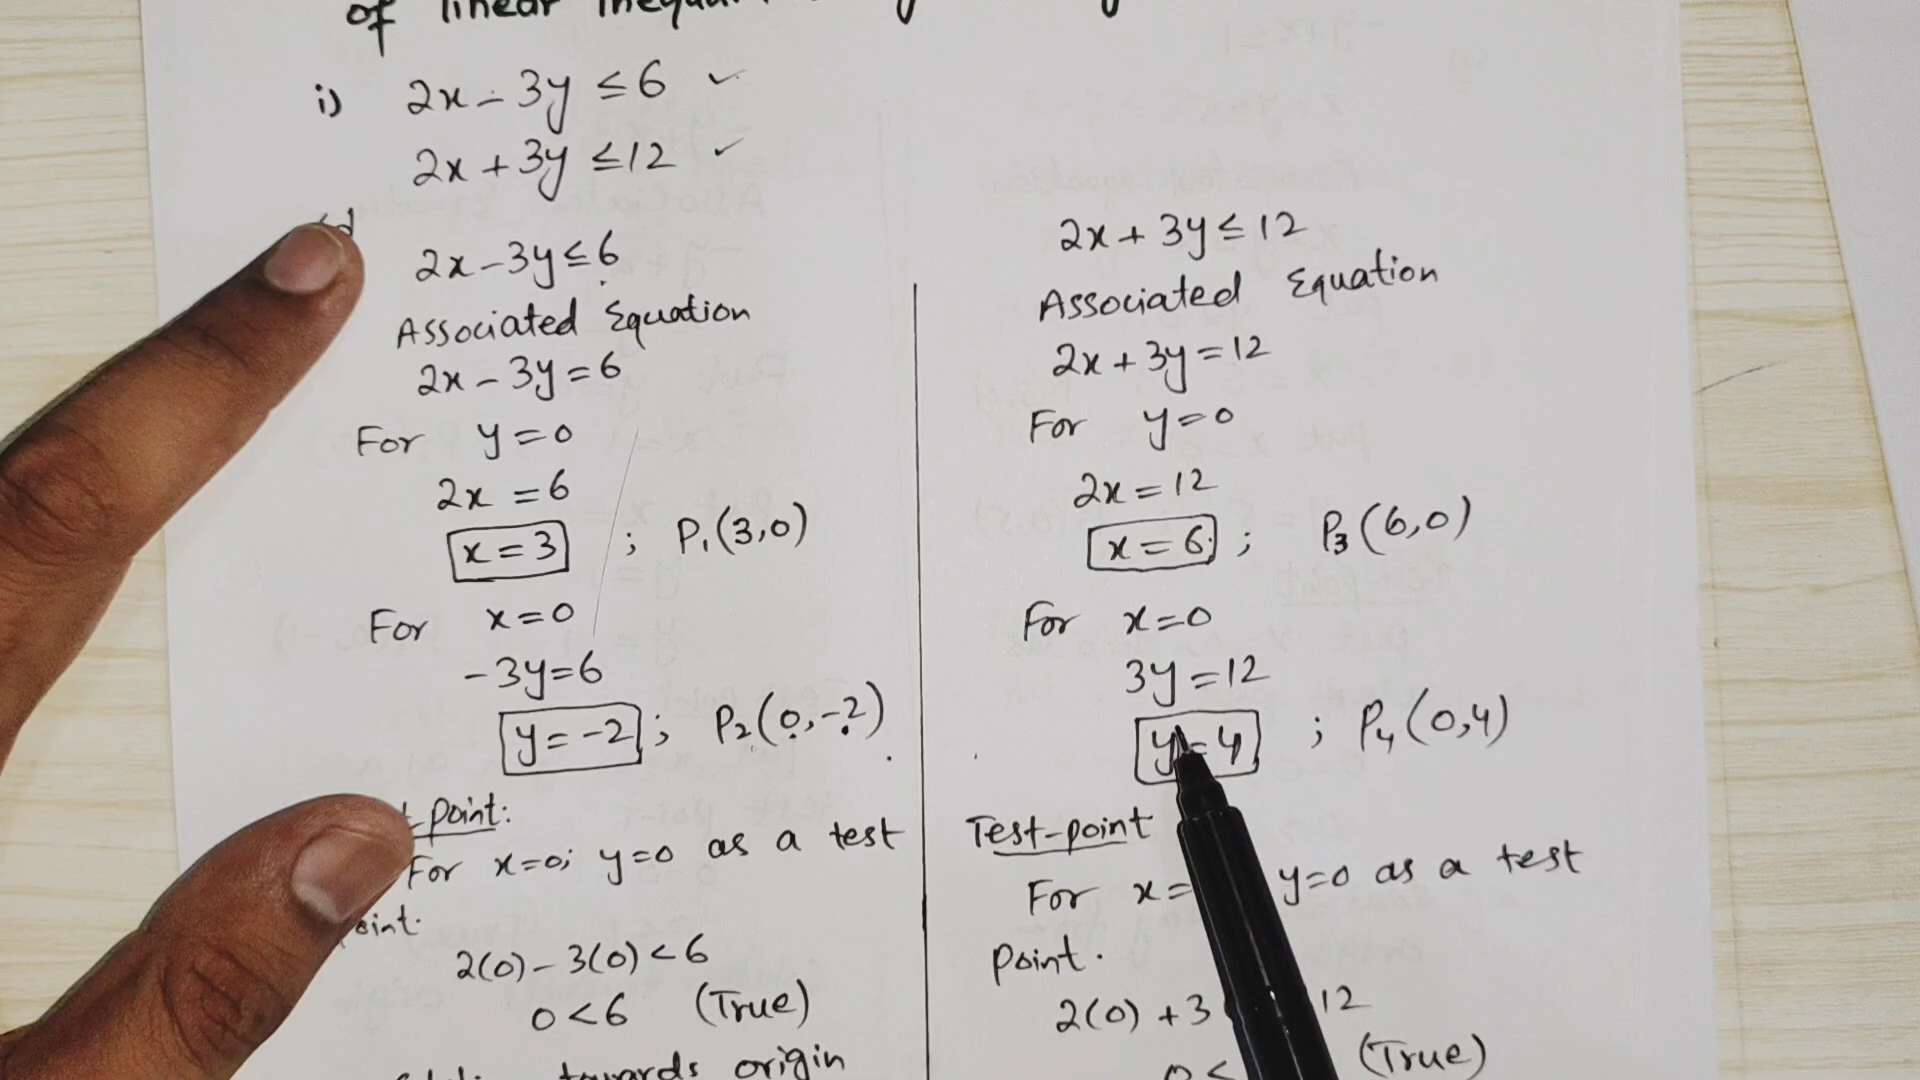 of linear
i) 2x - 3y ≤ 6 ✓
2x + 3y ≤ 12 ✓
2x - 3y ≤ 6
Associated Equation
2x - 3y = 6
For y = 0
2x = 6
x = 3 ; P₁(3,0)
For x = 0
-3y = 6
y = -2 ; P₂(0,-2)
point:
For x=0; y=0 as a test
2(0) - 3(0) < 6
0 < 6 (True)
towards origin
2x + 3y ≤ 12
Associated Equation
2x + 3y = 12
For y = 0
2x = 12
x = 6 ; P₃(6,0)
For x = 0
3y = 12
y = 4 ; P₄(0,4)
Test-point
For x= y=0 as a test
Point.
2(0) + 3 12
0 < (True)